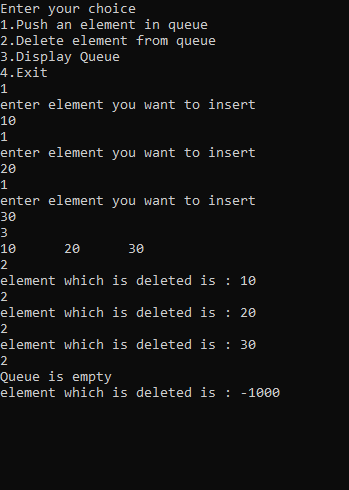 Enter your choice
1.Push an element in queue
2.Delete element from queue
3.Display Queue
4.Exit
1
enter element you want to insert
10
1
enter element you want to insert
20
1
enter element you want to insert
30
3
10      20      30
2
element which is deleted is : 10
2
element which is deleted is : 20
2
element which is deleted is : 30
2
Queue is empty
element which is deleted is : -1000